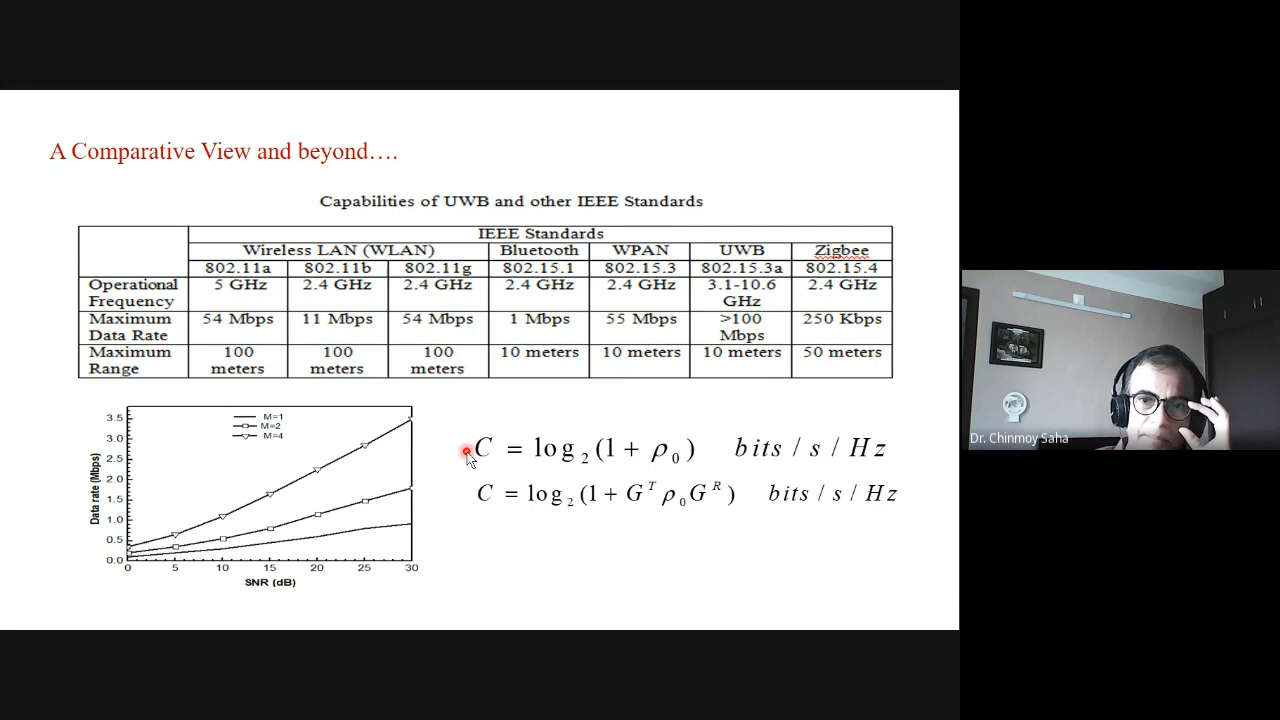 A Comparative View and beyond….
Capabilities of UWB and other IEEE Standards
IEEE Standards
Wireless LAN (WLAN) Bluetooth WPAN UWB Zigbee
802.11a 802.11b 802.11g 802.15.1 802.15.3 802.15.3a 802.15.4
Operational Frequency 5 GHz 2.4 GHz 2.4 GHz 2.4 GHz 2.4 GHz 3.1-10.6 GHz 2.4 GHz
Maximum Data Rate 54 Mbps 11 Mbps 54 Mbps 1 Mbps 55 Mbps >100 Mbps 250 Kbps
Maximum Range 100 meters 100 meters 100 meters 10 meters 10 meters 10 meters 50 meters
M=1
M=2
M=4
3.5
3.0
2.5
2.0
1.5
1.0
0.5
0.0
Data rate (Mbps)
0 5 10 15 20 25 30
SNR (dB)
C = log₂(1 + ρ₀) bits / s / Hz
C = log₂(1 + Gᵀρ₀Gᴿ) bits / s / Hz
Dr. Chinmoy Saha